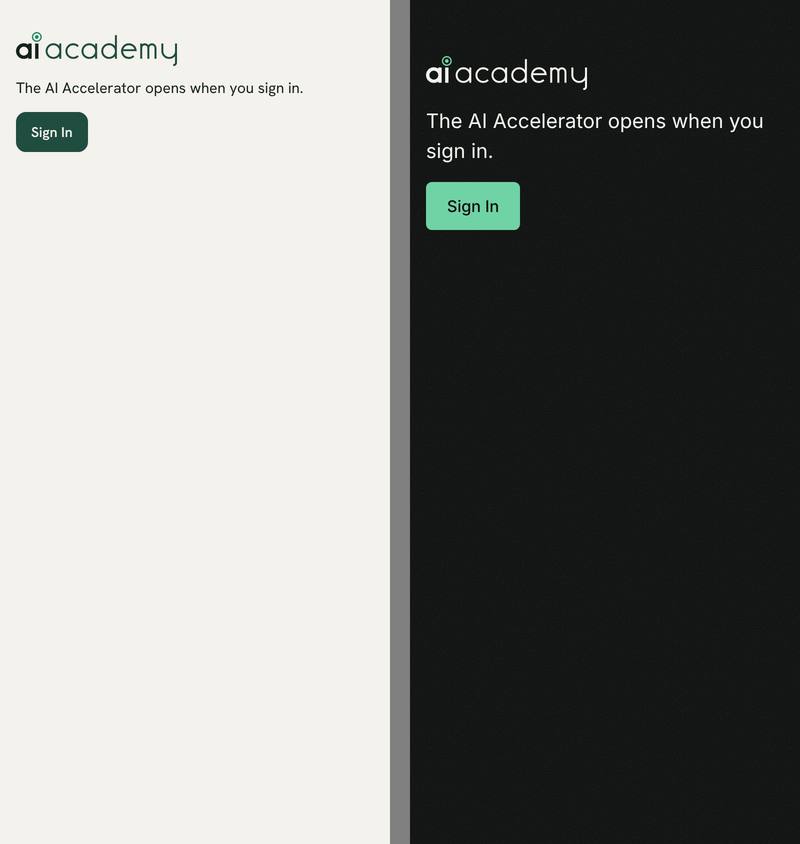 ai academy
The AI Accelerator opens when you sign in.
Sign In
ai academy
The AI Accelerator opens when you
sign in.
Sign In